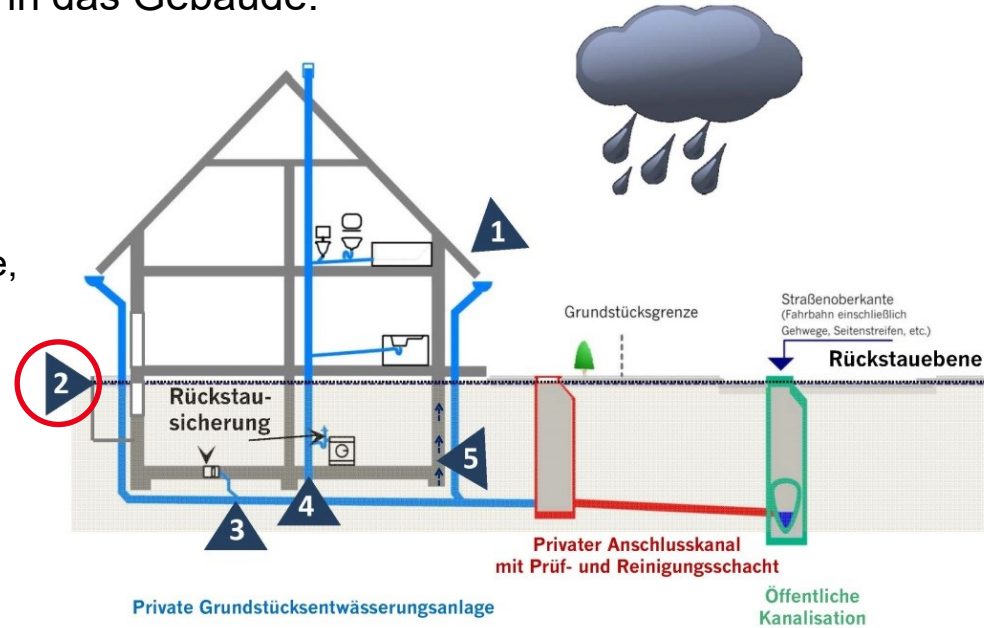 in das Gebäude.
1
e,
Grundstücksgrenze
Straßenoberkante
(Fahrbahn einschließlich
Gehwege, Seitenstreifen, etc.)
Rückstauebene
2
Rückstau-
sicherung
5
4
3
Privater Anschlusskanal
mit Prüf- und Reinigungsschacht
Private Grundstücksentwässerungsanlage
Öffentliche
Kanalisation